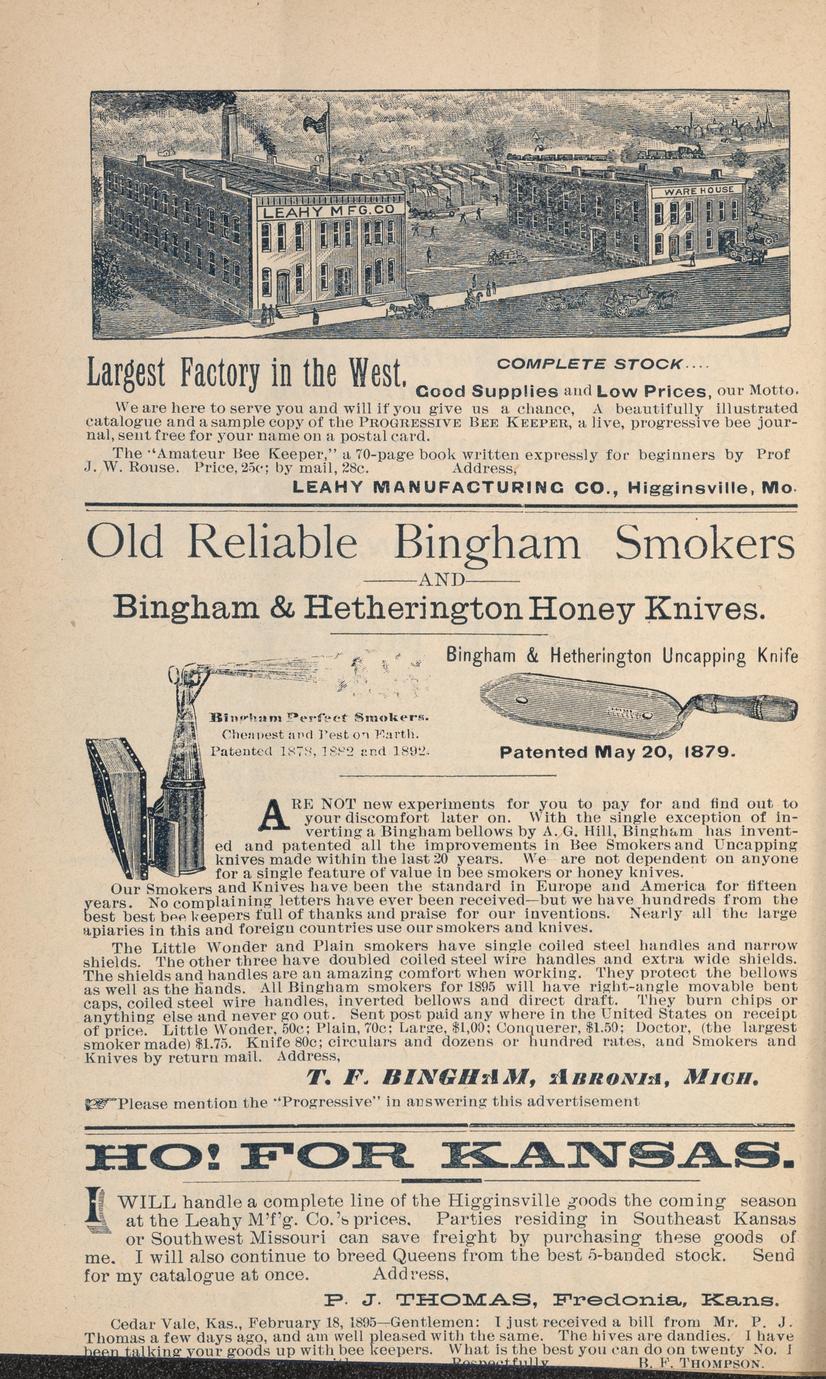 LEAHY MFG. CO
WARE HOUSE
Largest Factory in the West.
COMPLETE STOCK....
Good Supplies and Low Prices, our Motto.
We are here to serve you and will if you give us a chance, A beautifully illustrated
catalogue and a sample copy of the PROGRESSIVE BEE KEEPER, a live, progressive bee jour-
nal, sent free for your name on a postal card.
The "Amateur Bee Keeper," a 70-page book written expressly for beginners by Prof
J. W. Rouse. Price, 25c; by mail, 28c. Address,
LEAHY MANUFACTURING CO., Higginsville, Mo.
Old Reliable Bingham Smokers
AND
Bingham & Hetherington Honey Knives.
Bingham & Hetherington Uncapping Knife
Bingham Perfect Smokers.
Cheapest and Best on Earth.
Patented 1878, 1882 and 1892.
Patented May 20, 1879.
ARE NOT new experiments for you to pay for and find out to
your discomfort later on. With the single exception of in-
verting a Bingham bellows by A. G. Hill, Bingham has invent-
ed and patented all the improvements in Bee Smokers and Uncapping
knives made within the last 20 years. We are not dependent on anyone
for a single feature of value in bee smokers or honey knives.
Our Smokers and Knives have been the standard in Europe and America for fifteen
years. No complaining letters have ever been received—but we have hundreds from the
best best bee keepers full of thanks and praise for our inventions. Nearly all the large
apiaries in this and foreign countries use our smokers and knives.
The Little Wonder and Plain smokers have single coiled steel handles and narrow
shields. The other three have doubled coiled steel wire handles and extra wide shields.
The shields and handles are an amazing comfort when working. They protect the bellows
as well as the hands. All Bingham smokers for 1895 will have right-angle movable bent
caps, coiled steel wire handles, inverted bellows and direct draft. They burn chips or
anything else and never go out. Sent post paid any where in the United States on receipt
of price. Little Wonder, 50c; Plain, 70c; Large, $1,00; Conquerer, $1.50; Doctor, (the largest
smoker made) $1.75. Knife 80c; circulars and dozens or hundred rates, and Smokers and
Knives by return mail. Address,
T. F. BINGHAM, ABRONIA, MICH.
☞Please mention the "Progressive" in answering this advertisement
HO! FOR KANSAS.
I WILL handle a complete line of the Higginsville goods the coming season
at the Leahy M'f'g. Co.'s prices. Parties residing in Southeast Kansas
or Southwest Missouri can save freight by purchasing these goods of
me. I will also continue to breed Queens from the best 5-banded stock. Send
for my catalogue at once. Address,
P. J. THOMAS, Fredonia, Kans.
Cedar Vale, Kas., February 18, 1895—Gentlemen: I just received a bill from Mr. P. J.
Thomas a few days ago, and am well pleased with the same. The hives are dandies. I have
been talking your goods up with bee keepers. What is the best you can do on twenty No. 1
Respectfully B. F. THOMPSON.